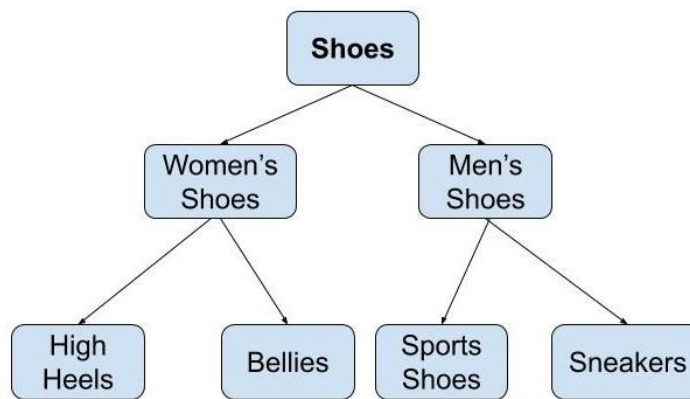 Shoes
Women's
Shoes
Men's
Shoes
High
Heels
Bellies
Sports
Shoes
Sneakers